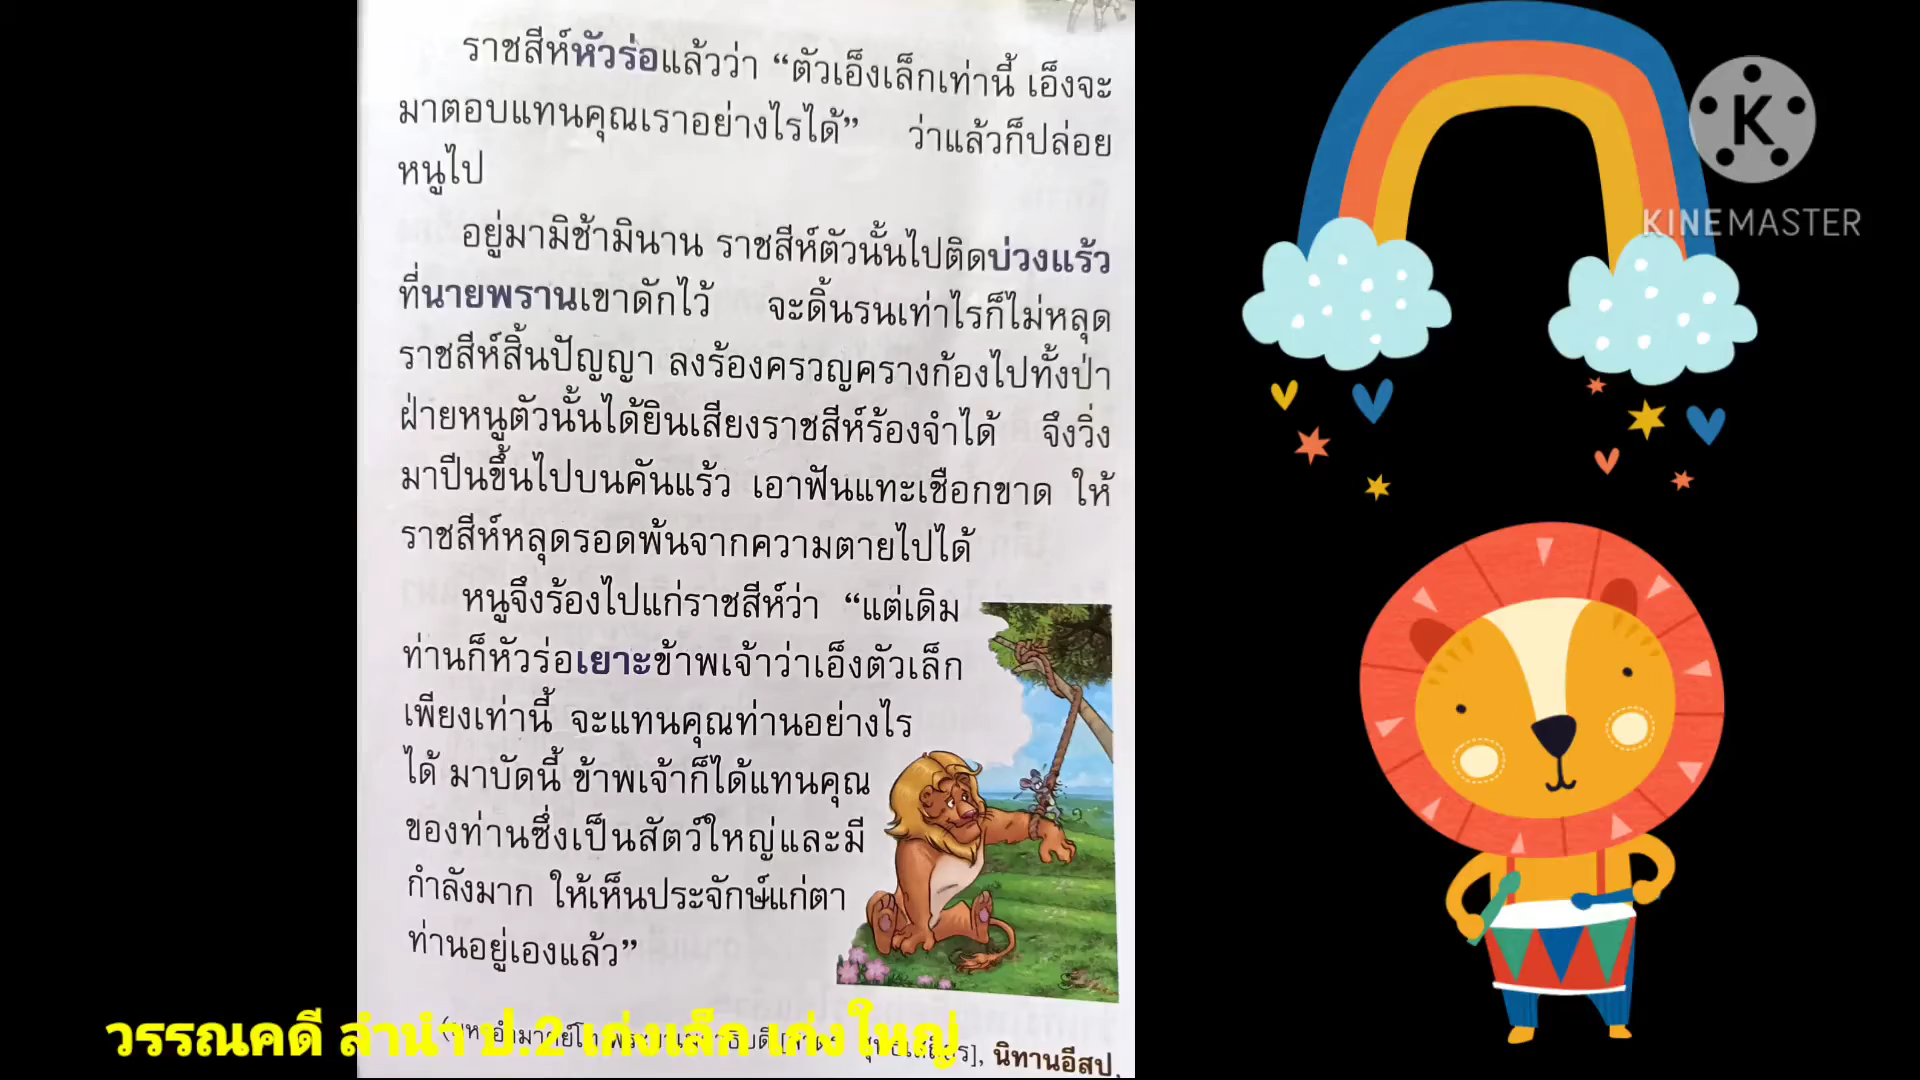 ราชสีห์หัวร่อแล้วว่า “ตัวเอ็งเล็กเท่านี้ เอ็งจะ
มาตอบแทนคุณเราอย่างไรได้” ว่าแล้วก็ปล่อย
หนูไป
อยู่มามิช้ามินาน ราชสีห์ตัวนั้นไปติดบ่วงแร้ว
ที่นายพรานเขาดักไว้ จะดิ้นรนเท่าไรก็ไม่หลุด
ราชสีห์สิ้นปัญญา ลงร้องครวญครางก้องไปทั้งป่า
ฝ่ายหนูตัวนั้นได้ยินเสียงราชสีห์ร้องจำได้ จึงวิ่ง
มาปีนขึ้นไปบนคันแร้ว เอาฟันแทะเชือกขาด ให้
ราชสีห์หลุดรอดพ้นจากความตายไปได้
หนูจึงร้องไปแก่ราชสีห์ว่า “แต่เดิม
ท่านก็หัวร่อเยาะข้าพเจ้าว่าเอ็งตัวเล็ก
เพียงเท่านี้ จะแทนคุณท่านอย่างไร
ได้ มาบัดนี้ ข้าพเจ้าก็ได้แทนคุณ
ของท่านซึ่งเป็นสัตว์ใหญ่และมี
กำลังมาก ให้เห็นประจักษ์แก่ตา
ท่านอยู่เองแล้ว”
นิทานอีสป,
วรรณคดี ลำนำ ป.2 เก่งเล็ก เก่งใหญ่
K
KINEMASTER